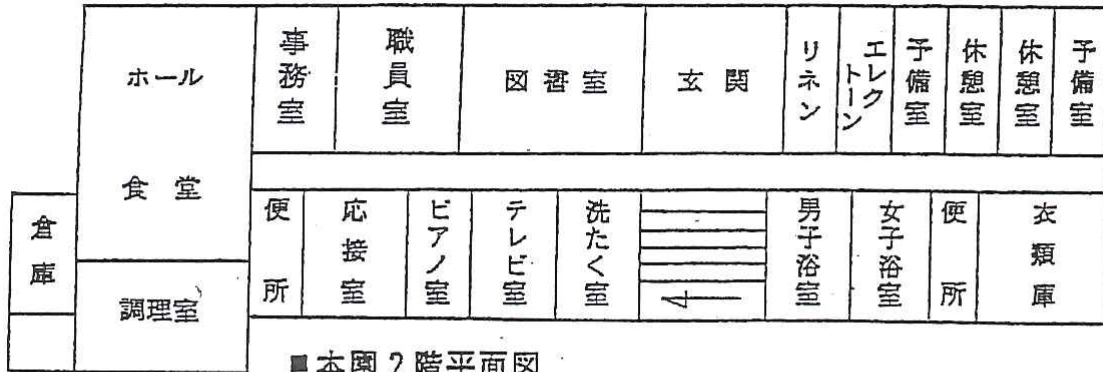 ホール
食堂
事務室
職員室
図書室
玄関
リネン
エレクトーン
予備室
休憩室
休憩室
予備室
倉庫
調理室
便所
応接室
ピアノ室
テレビ室
洗たく室
男子浴室
女子浴室
便所
衣類庫
■本園2階平面図